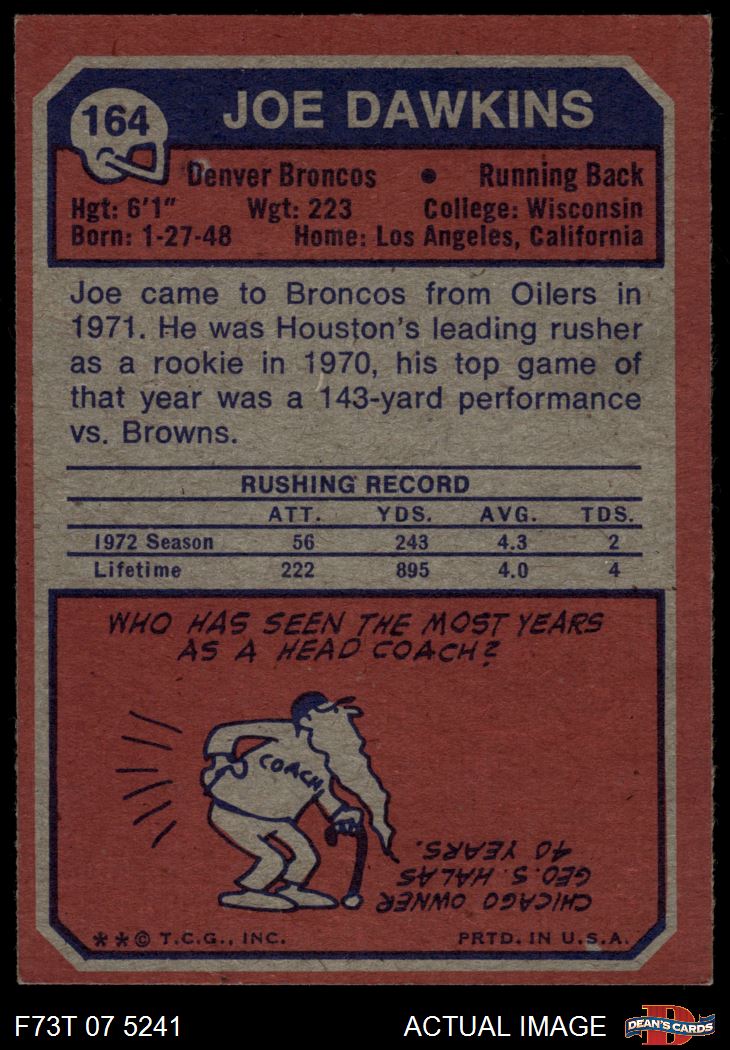 164
JOE DAWKINS
Denver Broncos • Running Back
Hgt: 6'1" Wgt: 223 College: Wisconsin
Born: 1-27-48 Home: Los Angeles, California
Joe came to Broncos from Oilers in
1971. He was Houston's leading rusher
as a rookie in 1970, his top game of
that year was a 143-yard performance
vs. Browns.
RUSHING RECORD
ATT. YDS. AVG. TDS.
1972 Season 56 243 4.3 2
Lifetime 222 895 4.0 4
WHO HAS SEEN THE MOST YEARS
AS A HEAD COACH?
COACH
CHICAGO OWNER
GEO. S. HALAS
40 YEARS.
**© T.C.G., INC. PRTD. IN U.S.A.
F73T 07 5241 ACTUAL IMAGE
D
DEAN'S CARDS